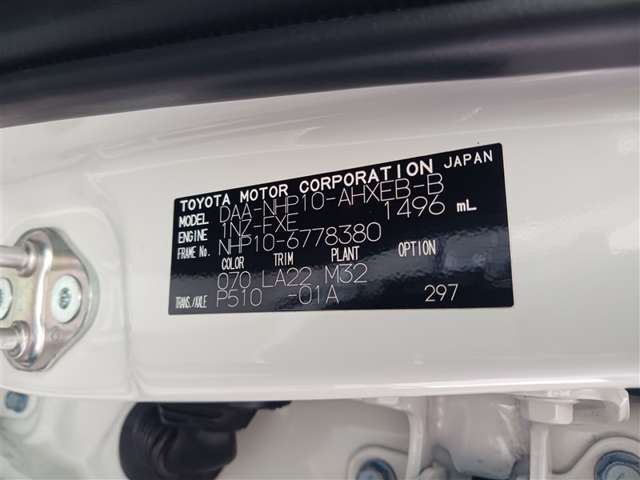 TOYOTA MOTOR CORPORATION JAPAN
MODEL DAA-NHP10-AHXEB-B
ENGINE 1NZ-FXE 1496 mL
FRAME No. NHP10-6778380
COLOR TRIM PLANT OPTION
070 LA22 M32
TRANS./AXLE P510 -01A 297